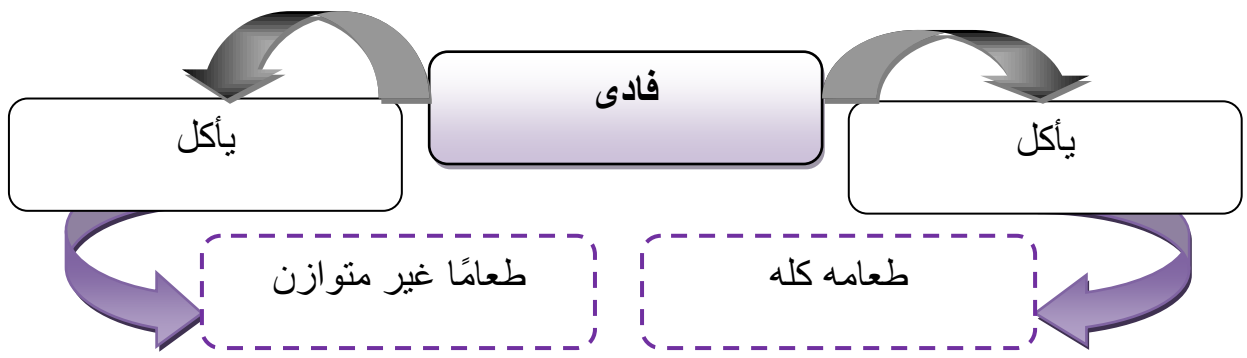 فادى
يأكل
يأكل
طعامه كله
طعامًا غير متوازن